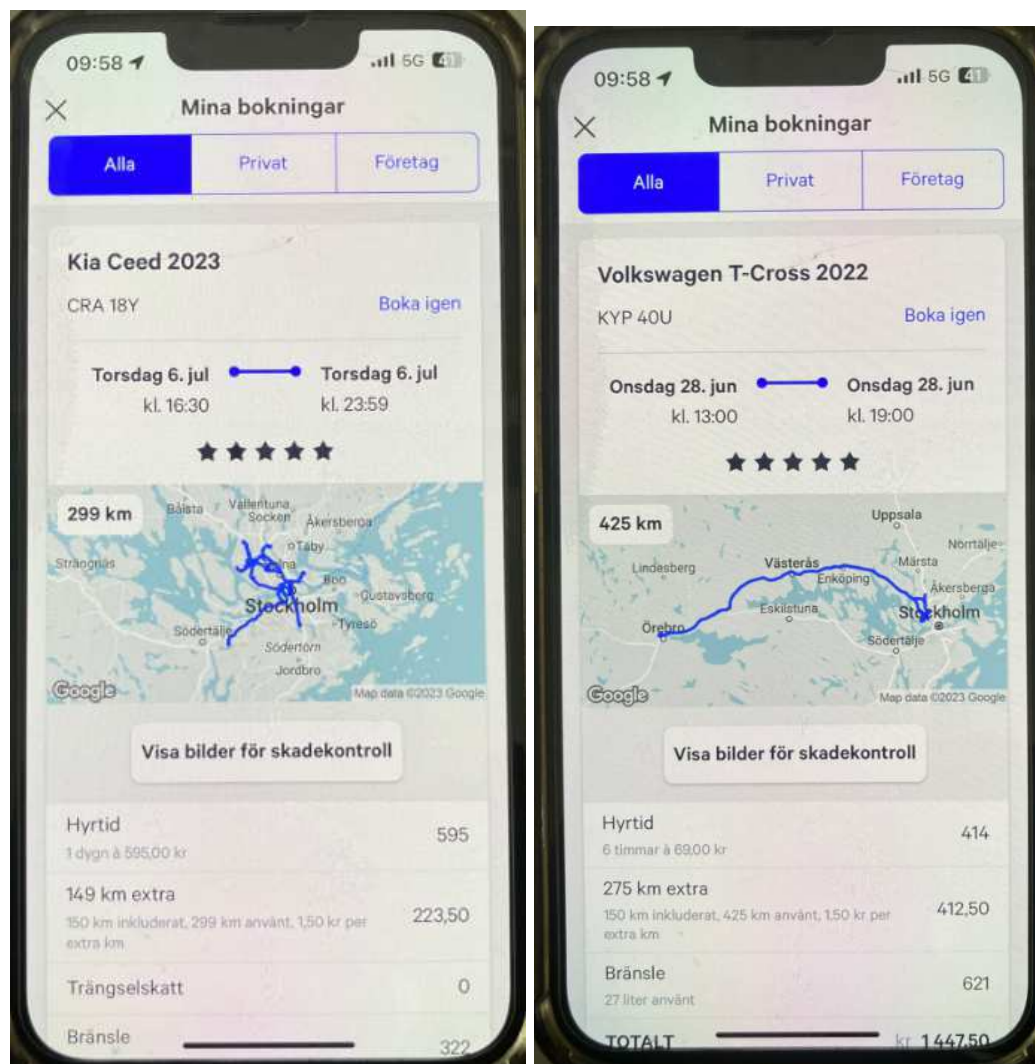 09:58
5G 41
Mina bokningar
Alla Privat Företag
Kia Ceed 2023
CRA 18Y Boka igen
Torsdag 6. jul Torsdag 6. jul
kl. 16:30 kl. 23:59
299 km
Bålsta
Vallentuna
Socken
Åkersberga
Täby
Strängnäs
Boo
Gustavsberg
Stockholm
Tyresö
Södertälje
Södertörn
Jordbro
Google
Map data ©2023 Google
Visa bilder för skadekontroll
Hyrtid 595
1 dygn à 595,00 kr
149 km extra 223,50
150 km inkluderat, 299 km använt, 1,50 kr per
extra km
Trängselskatt 0
Bränsle 322
09:58
5G 41
Mina bokningar
Alla Privat Företag
Volkswagen T-Cross 2022
KYP 40U Boka igen
Onsdag 28. jun Onsdag 28. jun
kl. 13:00 kl. 19:00
425 km
Uppsala
Norrtälje
Lindesberg
Västerås
Märsta
Enköping
Åkersberga
Eskilstuna
Stockholm
Örebro
Södertälje
Google
Map data ©2023 Google
Visa bilder för skadekontroll
Hyrtid 414
6 timmar à 69,00 kr
275 km extra 412,50
150 km inkluderat, 425 km använt, 1,50 kr per
extra km
Bränsle 621
27 liter använt
TOTALT kr 1 447,50